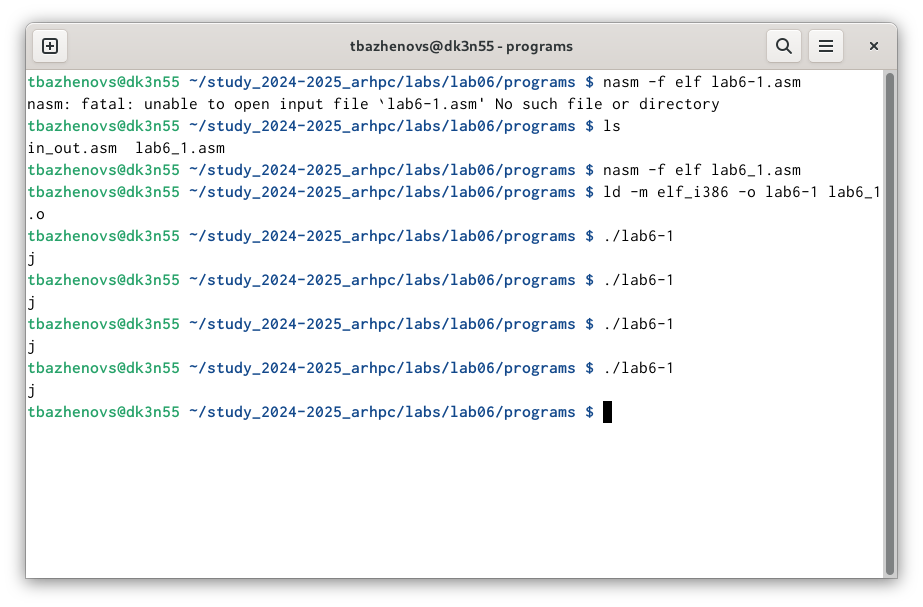 tbazhenovs@dk3n55 - programs
tbazhenovs@dk3n55 ~/study_2024-2025_arhpc/labs/lab06/programs $ nasm -f elf lab6-1.asm
nasm: fatal: unable to open input file `lab6-1.asm' No such file or directory
tbazhenovs@dk3n55 ~/study_2024-2025_arhpc/labs/lab06/programs $ ls
in_out.asm  lab6_1.asm
tbazhenovs@dk3n55 ~/study_2024-2025_arhpc/labs/lab06/programs $ nasm -f elf lab6_1.asm
tbazhenovs@dk3n55 ~/study_2024-2025_arhpc/labs/lab06/programs $ ld -m elf_i386 -o lab6-1 lab6_1
.o
tbazhenovs@dk3n55 ~/study_2024-2025_arhpc/labs/lab06/programs $ ./lab6-1
j
tbazhenovs@dk3n55 ~/study_2024-2025_arhpc/labs/lab06/programs $ ./lab6-1
j
tbazhenovs@dk3n55 ~/study_2024-2025_arhpc/labs/lab06/programs $ ./lab6-1
j
tbazhenovs@dk3n55 ~/study_2024-2025_arhpc/labs/lab06/programs $ ./lab6-1
j
tbazhenovs@dk3n55 ~/study_2024-2025_arhpc/labs/lab06/programs $